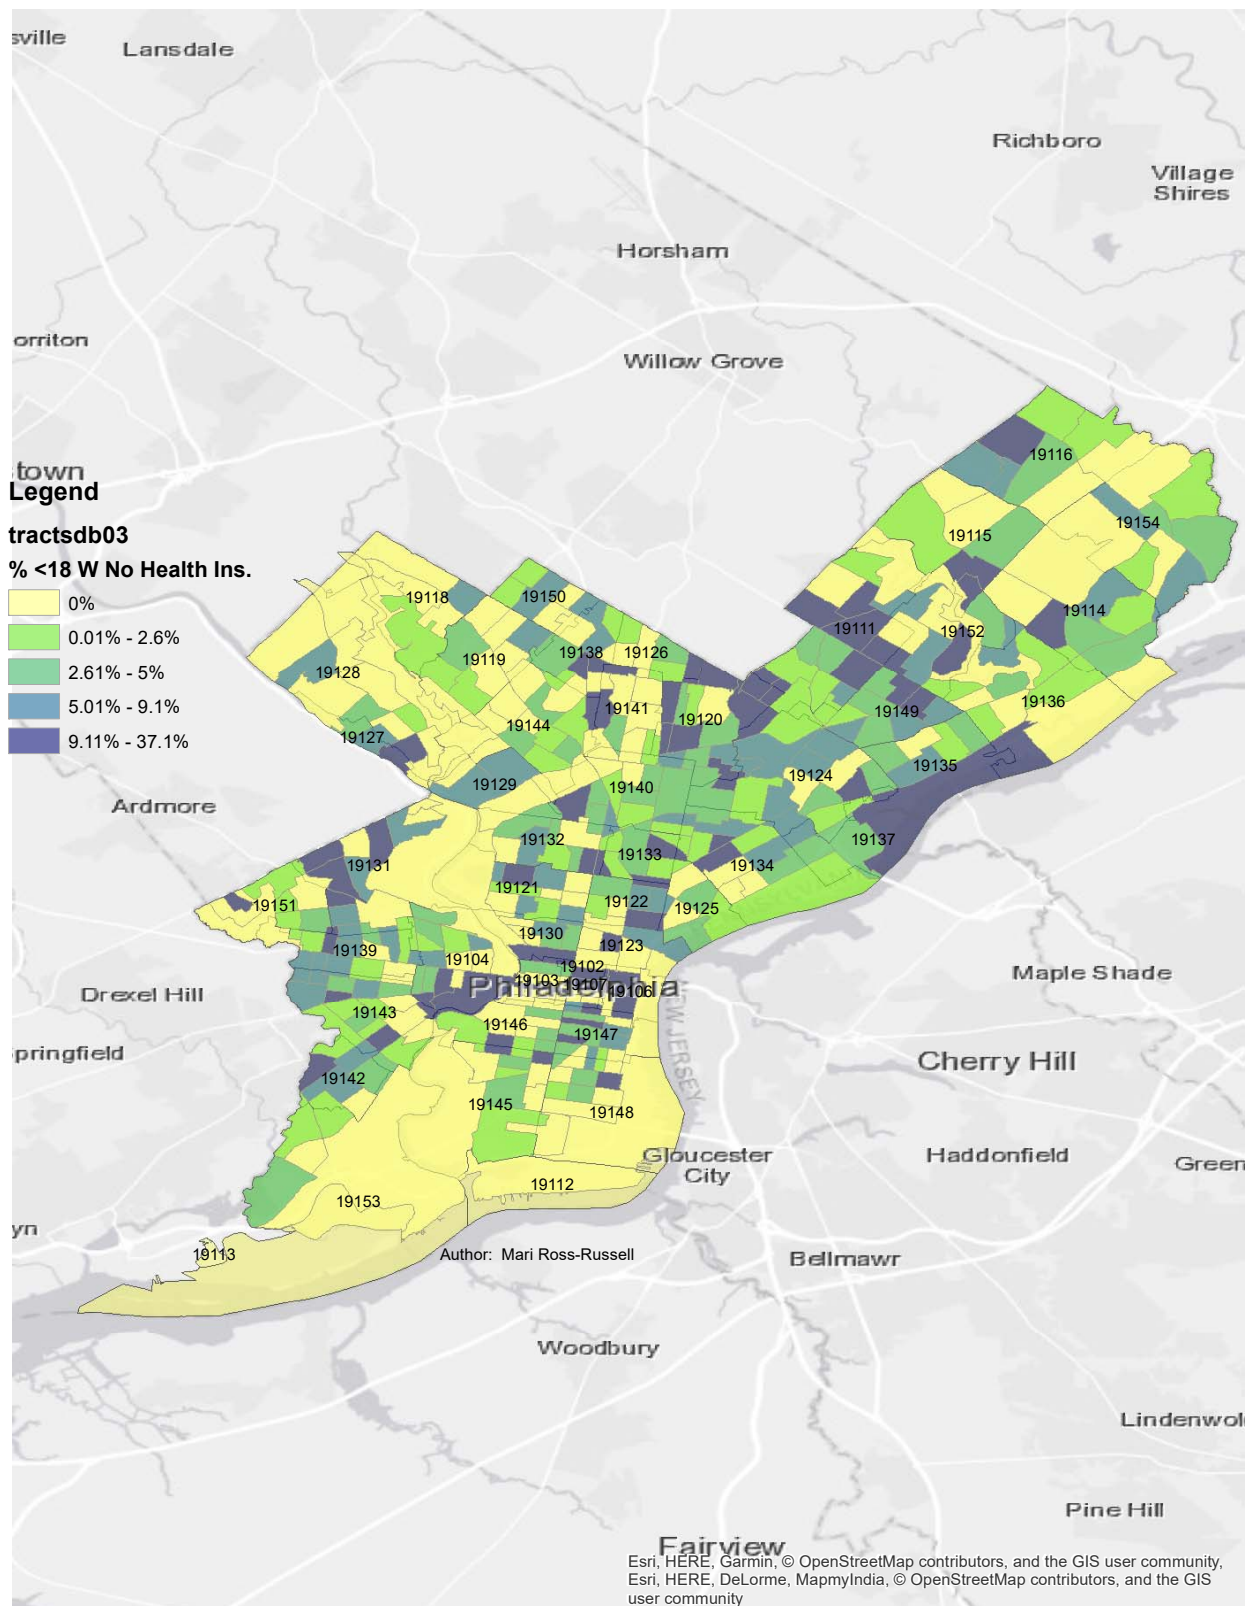 sville
Lansdale
Richboro
Village
Shires
Horsham
orriton
Willow Grove
town
Legend
tractsdb03
% <18 W No Health Ins.
0%
0.01% - 2.6%
2.61% - 5%
5.01% - 9.1%
9.11% - 37.1%
19116
19154
19115
19114
19150
19118
19111
19152
19138
19126
19119
19128
19136
19141
19149
19120
19144
19127
19135
19124
19129
19140
Ardmore
19132
19137
19133
19131
19134
19121
19122
19151
19125
19130
19123
19139
19104
19102
19103
19107
19106
Philadelphia
Maple Shade
Drexel Hill
19143
19146
19147
NEW JERSEY
pringfield
Cherry Hill
19142
19145
19148
Gloucester
City
Haddonfield
Green
19112
19153
yn
19113
Author: Mari Ross-Russell
Bellmawr
Woodbury
Lindenwol
Pine Hill
Fairview
Esri, HERE, Garmin, © OpenStreetMap contributors, and the GIS user community,
Esri, HERE, DeLorme, MapmyIndia, © OpenStreetMap contributors, and the GIS
user community